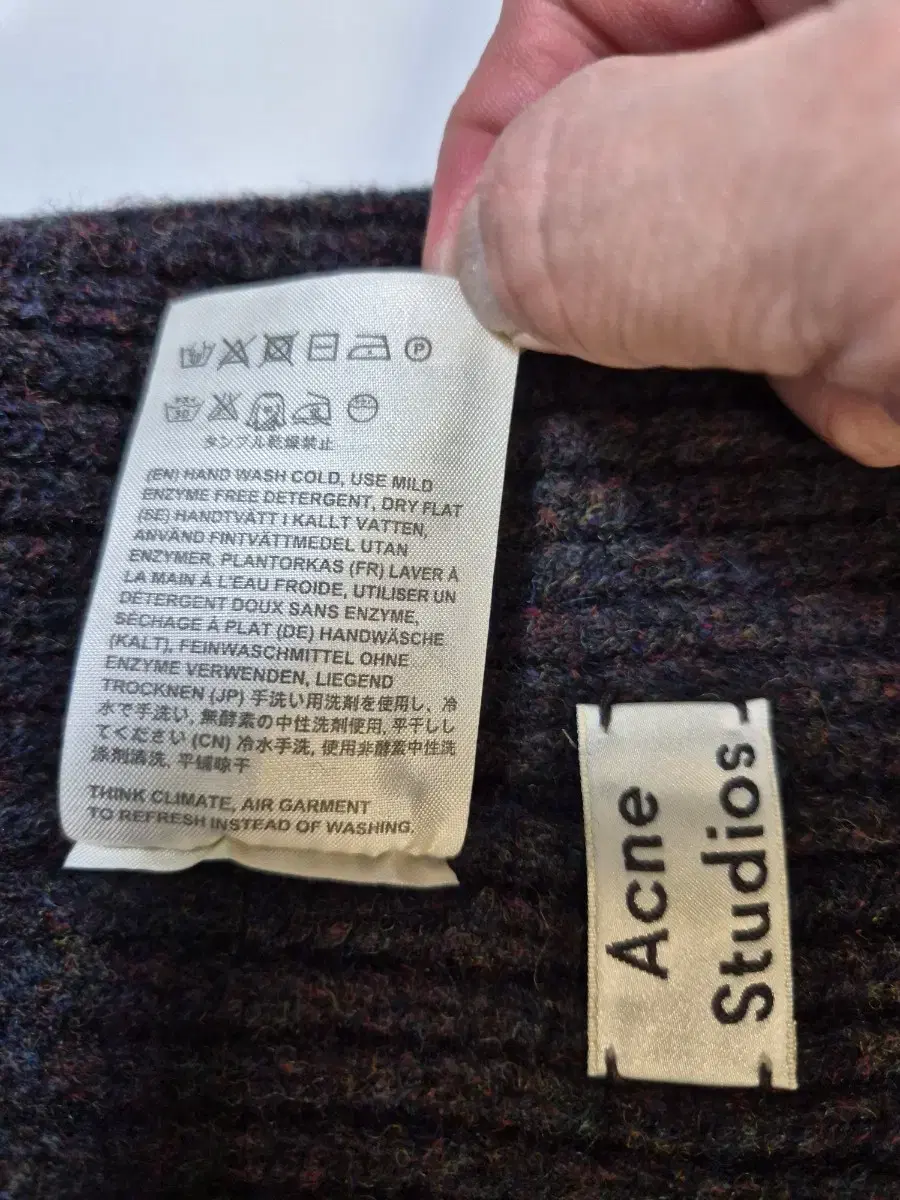 P
タンブル乾燥禁止
(EN) HAND WASH COLD, USE MILD
ENZYME FREE DETERGENT, DRY FLAT
(SE) HANDTVÄTT I KALLT VATTEN,
ANVÄND FINTVÄTTMEDEL UTAN
ENZYMER, PLANTORKAS (FR) LAVER À
LA MAIN À L'EAU FROIDE, UTILISER UN
DÉTERGENT DOUX SANS ENZYME,
SÉCHAGE À PLAT (DE) HANDWÄSCHE
(KALT), FEINWASCHMITTEL OHNE
ENZYME VERWENDEN, LIEGEND
TROCKNEN (JP) 手洗い用洗剤を使用し、冷
水で手洗い, 無酵素の中性洗剤使用, 平干しし
てください (CN) 冷水手洗, 使用非酵素中性洗
涤剂清洗, 平铺晾干
THINK CLIMATE, AIR GARMENT
TO REFRESH INSTEAD OF WASHING.
Acne
Studios